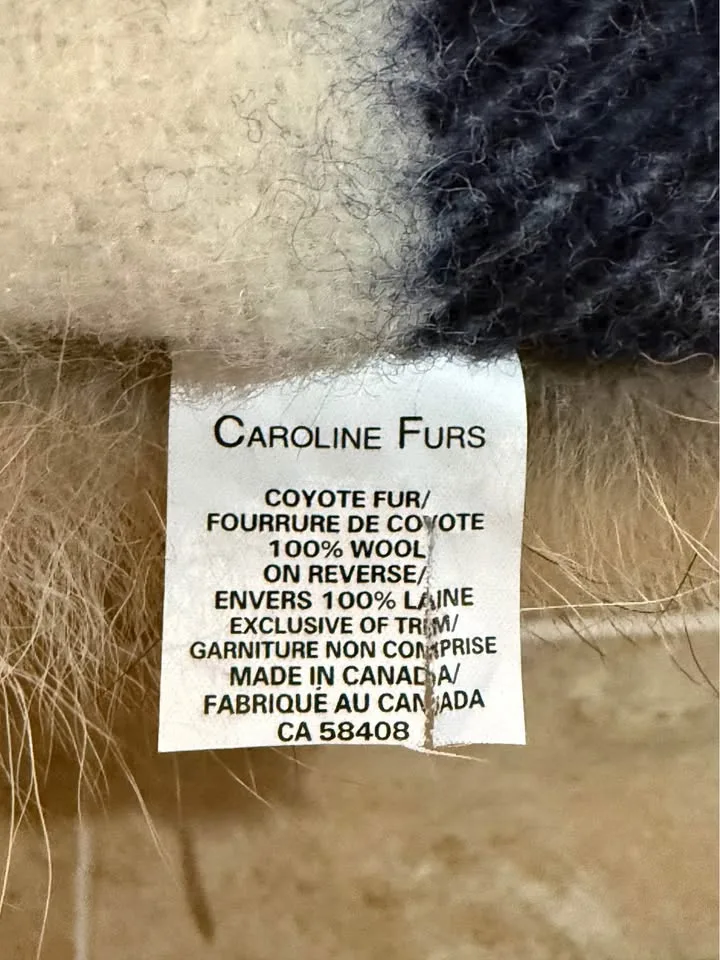 CAROLINE FURS
COYOTE FUR/
FOURRURE DE COYOTE
100% WOOL
ON REVERSE/
ENVERS 100% LAINE
EXCLUSIVE OF TRIM/
GARNITURE NON COMPRISE
MADE IN CANADA/
FABRIQUÉ AU CANADA
CA 58408